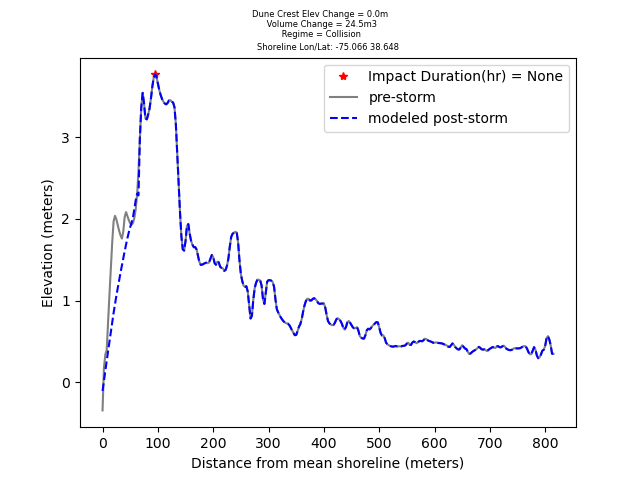 Dune Crest Elev Change = 0.0m
Volume Change = 24.5m3
Regime = Collision
Shoreline Lon/Lat: -75.066 38.648
Impact Duration(hr) = None
pre-storm
modeled post-storm
Elevation (meters)
3
2
1
0
0 100 200 300 400 500 600 700 800
Distance from mean shoreline (meters)